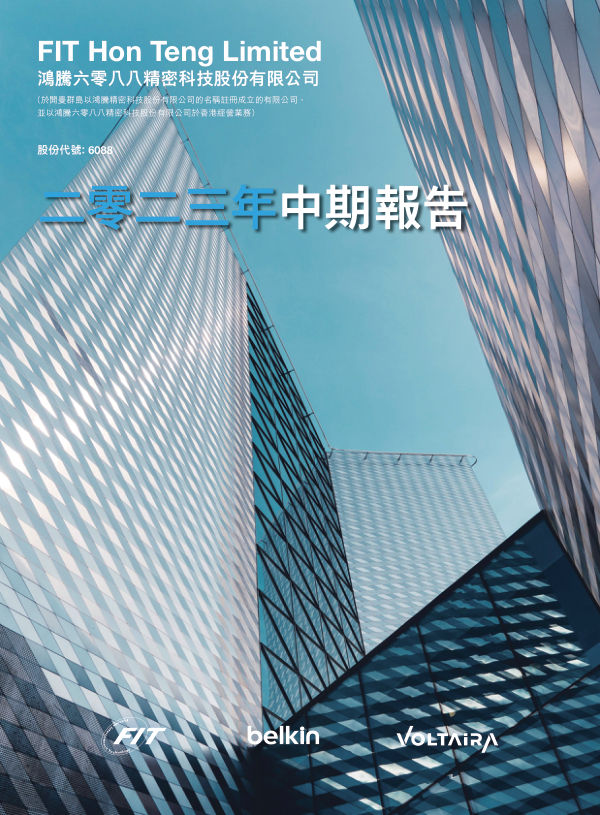 FIT Hon Teng Limited
鴻騰六零八八精密科技股份有限公司
（於開曼群島以鴻騰精密科技股份有限公司的名稱註冊成立的有限公司，
並以鴻騰六零八八精密科技股份有限公司於香港經營業務）
股份代號: 6088
二零二三年中期報告
FIT
belkin
VOLTAIRA